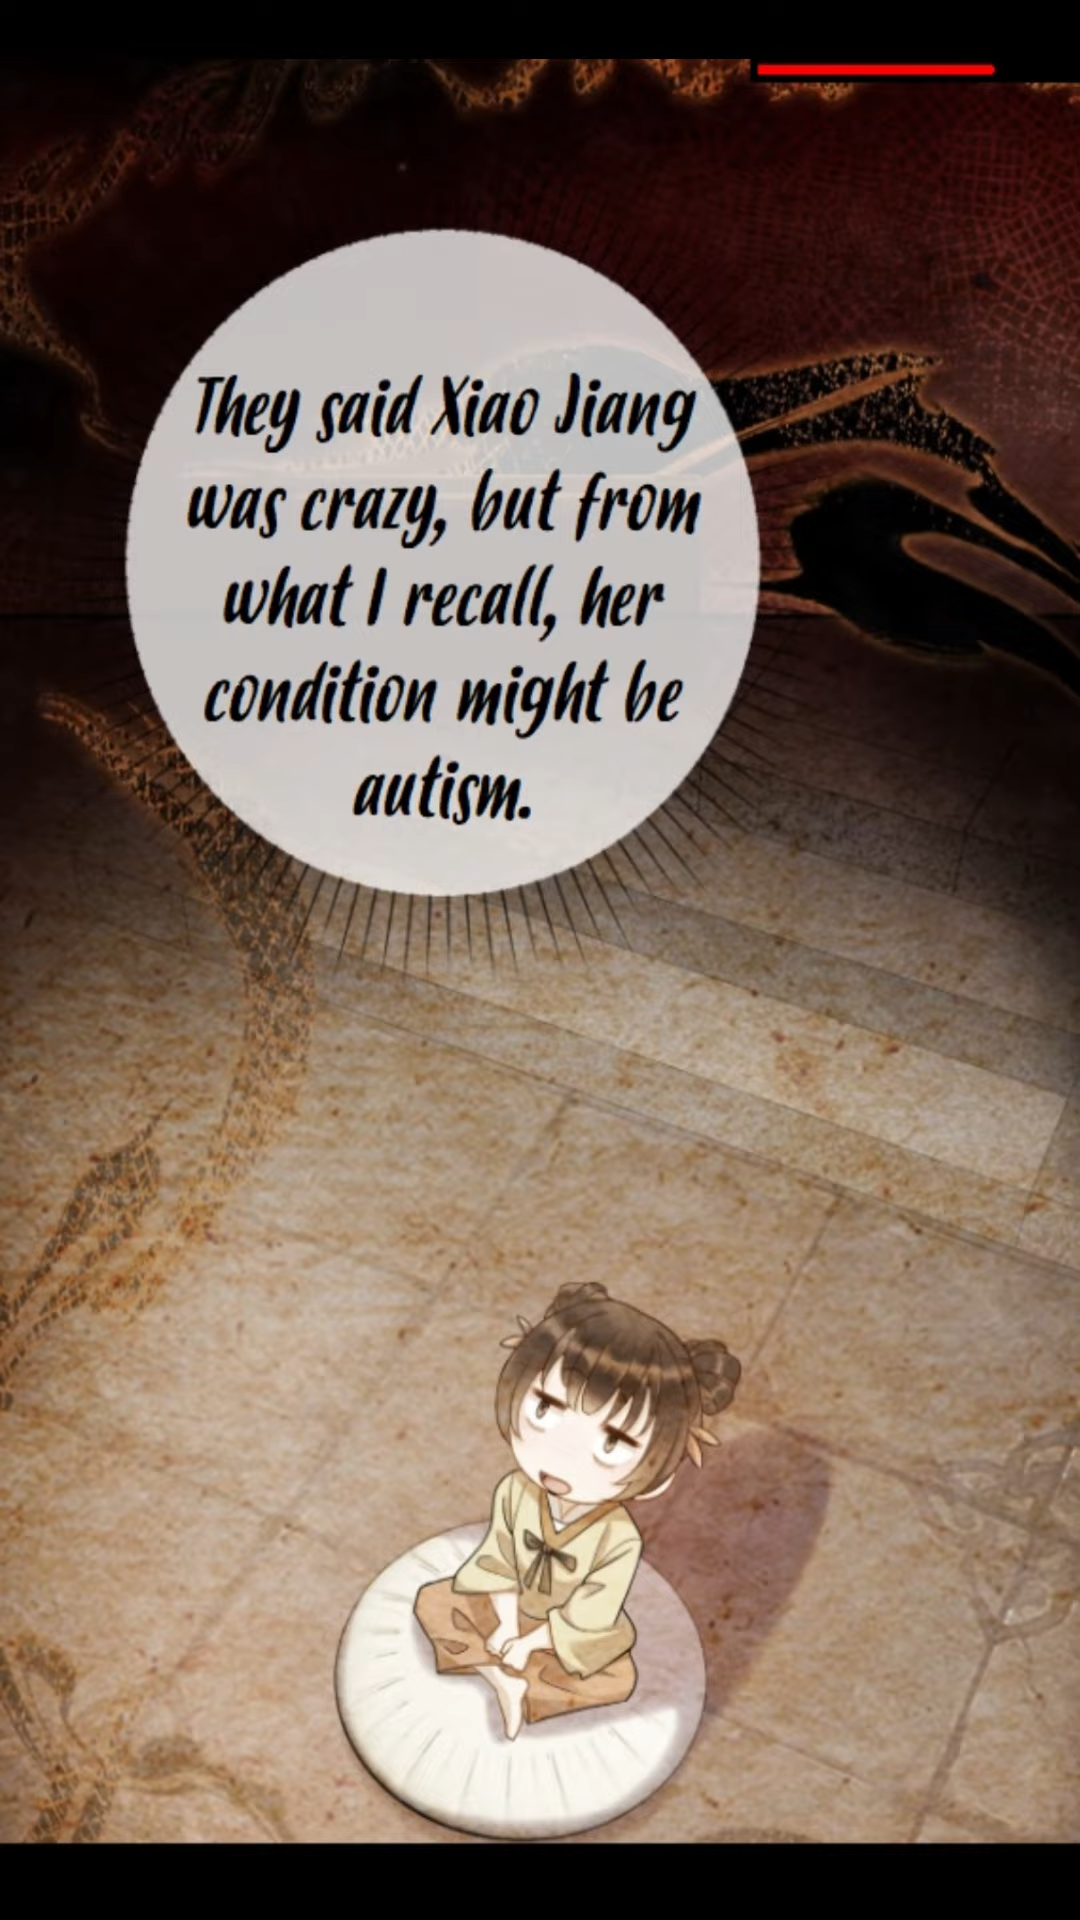 They said Xiao Jiang
was crazy, but from
what I recall, her
condition might be
autism.